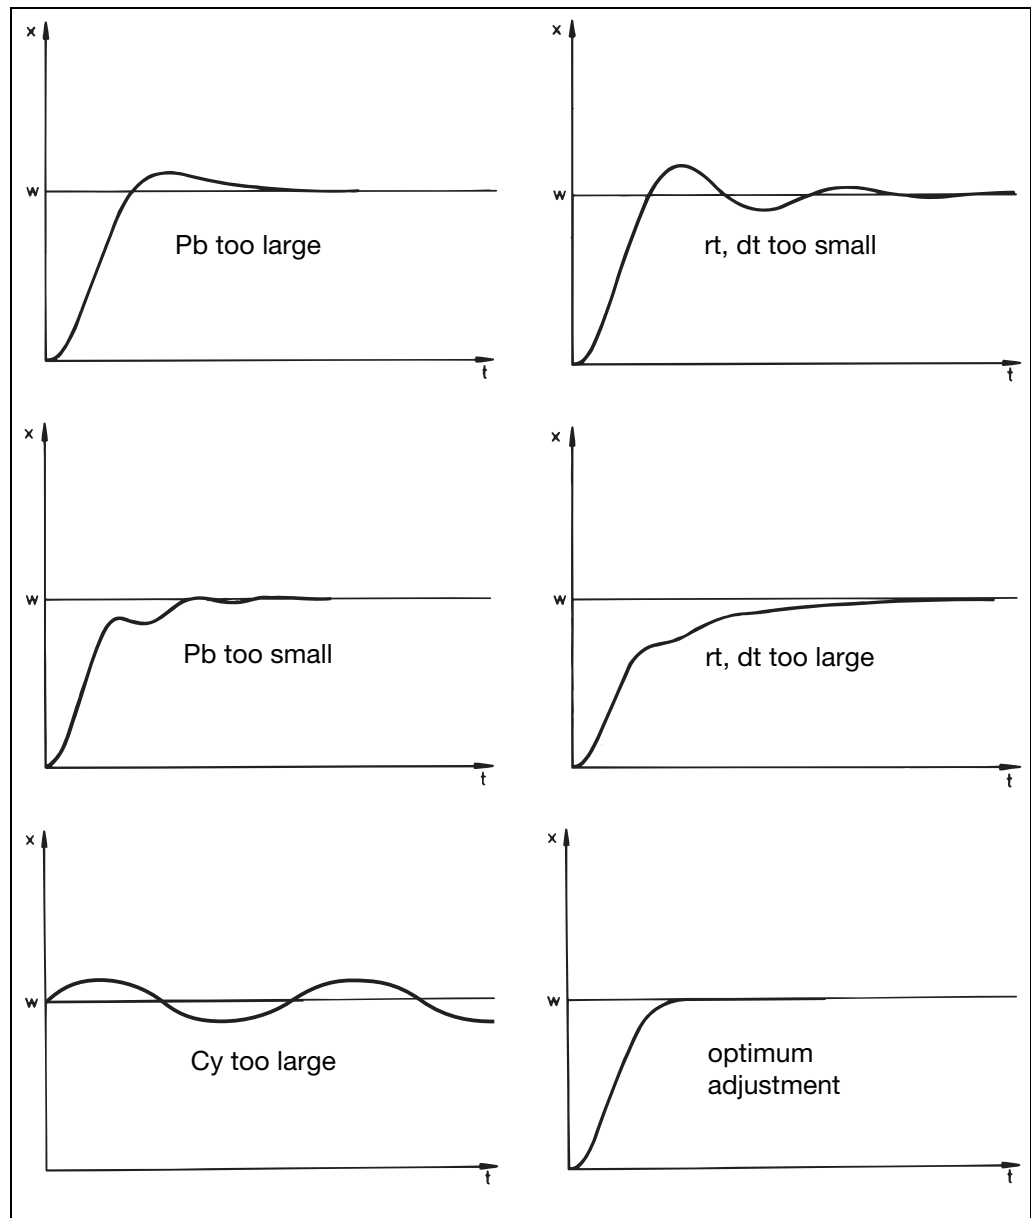 x
w
Pb too large
t
x
w
rt, dt too small
t
x
w
Pb too small
t
x
w
rt, dt too large
t
x
w
Cy too large
t
x
w
optimum
adjustment
t